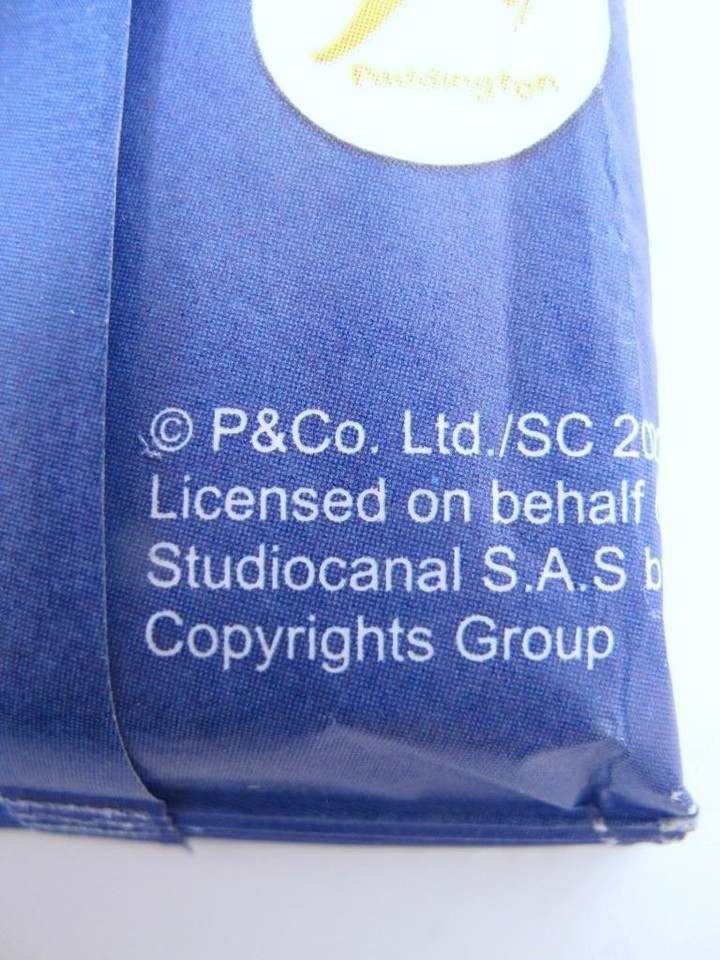 Paddington
© P&Co. Ltd./SC 20
Licensed on behalf
Studiocanal S.A.S
Copyrights Group